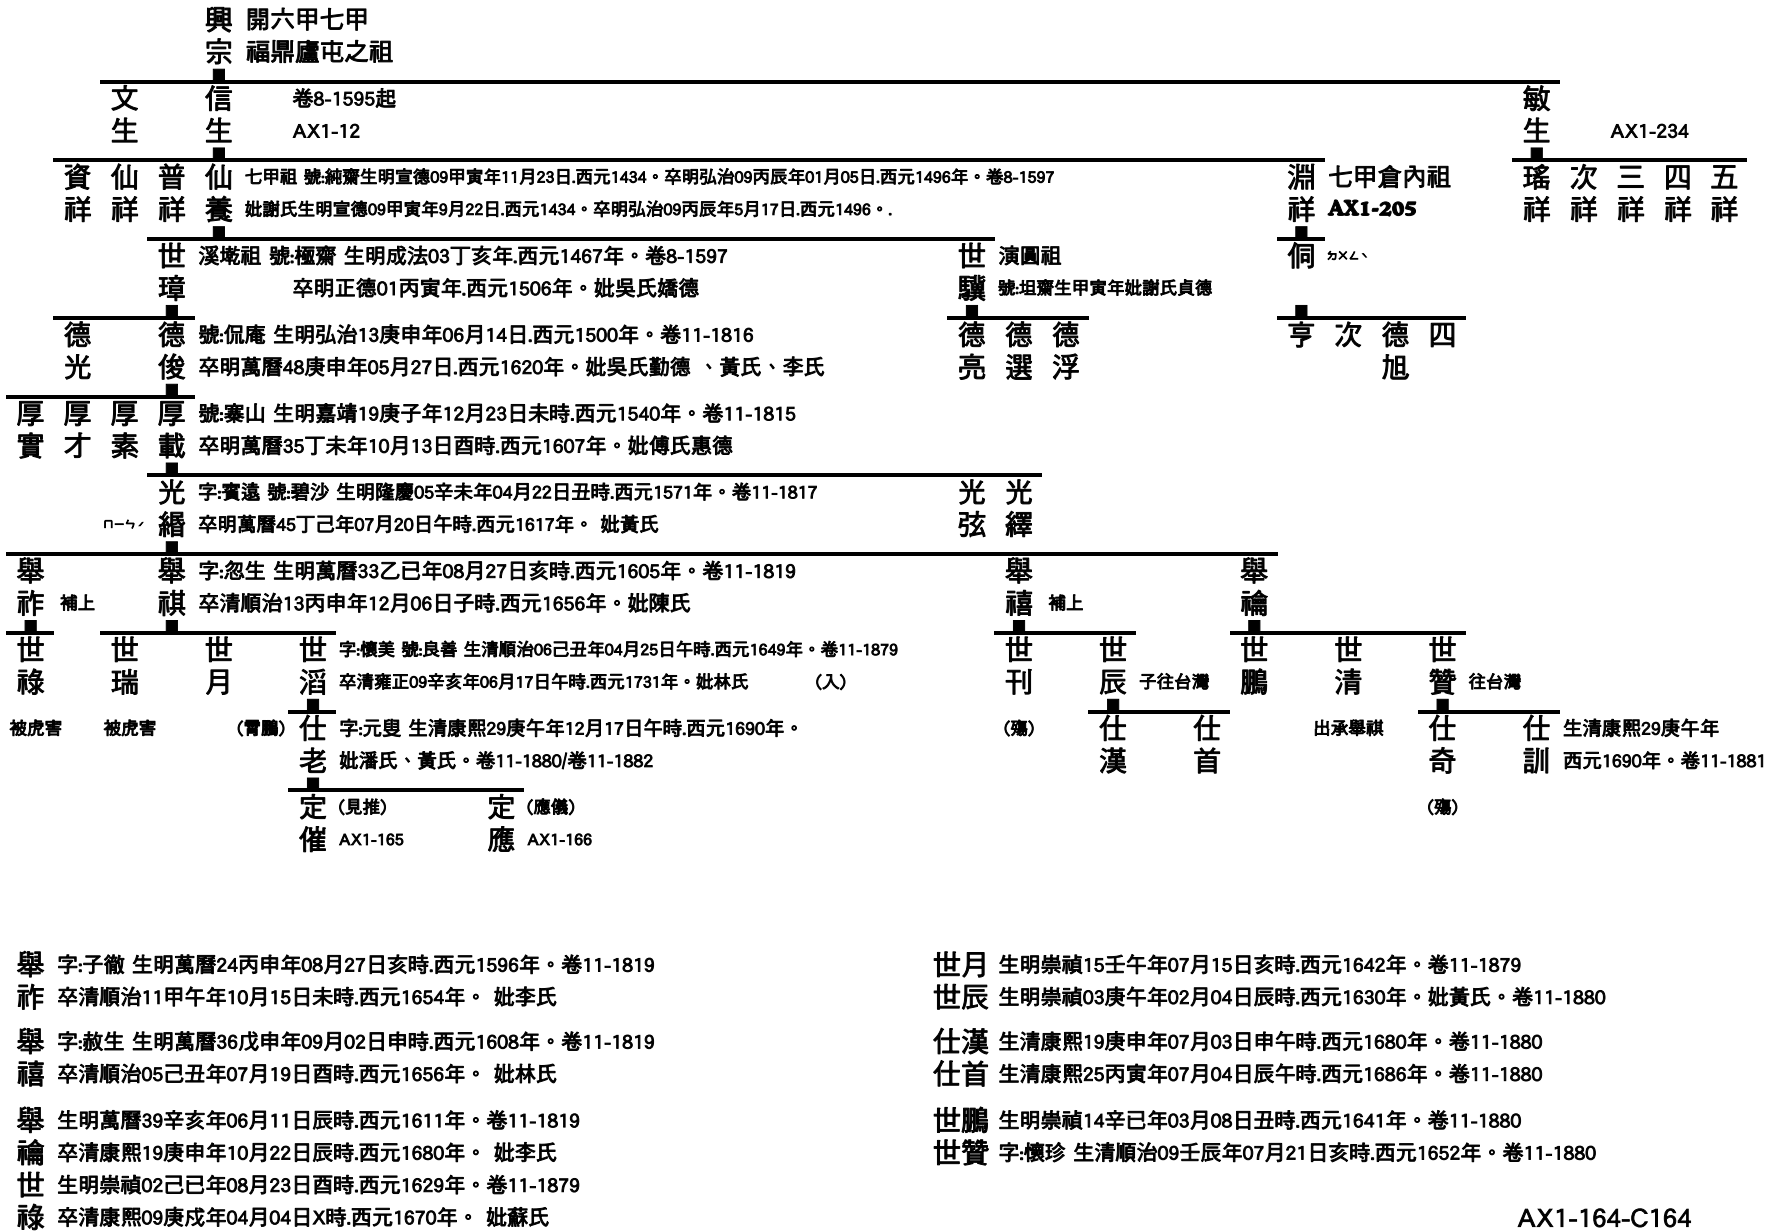 興宗 開六甲七甲
福鼎廬屯之祖
文生 信生 卷8-1595起
AX1-12
敏生 AX1-234
資祥 仙祥 普祥 仙養 七甲祖 號:純齋生明宣德09甲寅年11月23日.西元1434。卒明弘治09丙辰年01月05日.西元1496年。卷8-1597
妣謝氏生明宣德09甲寅年9月22日.西元1434。卒明弘治09丙辰年5月17日.西元1496。.
淵祥 七甲倉內祖
AX1-205
瑤祥 次祥 三祥 四祥 五祥
世璋 溪墘祖 號:極齋 生明成法03丁亥年.西元1467年。卷8-1597
卒明正德01丙寅年.西元1506年。妣吳氏嬌德
世驥 演圓祖
號:坦齋生甲寅年妣謝氏貞德
侗 ㄉㄨㄥˋ
德光 德俊 號:侃庵 生明弘治13庚申年06月14日.西元1500年。卷11-1816
卒明萬曆48庚申年05月27日.西元1620年。妣吳氏勤德 、黃氏、李氏
德亮 德選 德浮
亨 次 德旭 四
厚實 厚才 厚素 厚載 號:寨山 生明嘉靖19庚子年12月23日未時.西元1540年。卷11-1815
卒明萬曆35丁未年10月13日酉時.西元1607年。妣傅氏惠德
ㄇㄧㄣˊ 光緡 字:賓遠 號:碧沙 生明隆慶05辛未年04月22日丑時.西元1571年。卷11-1817
卒明萬曆45丁己年07月20日午時.西元1617年。 妣黃氏
光弦 光繹
舉祚 補上 舉祺 字:忽生 生明萬曆33乙已年08月27日亥時.西元1605年。卷11-1819
卒清順治13丙申年12月06日子時.西元1656年。妣陳氏
舉禧 補上 舉禴
世祿 世瑞 世月 世滔 字:懷美 號:良善 生清順治06己丑年04月25日午時.西元1649年。卷11-1879
卒清雍正09辛亥年06月17日午時.西元1731年。妣林氏 (入)
世刊 世辰 子往台灣 世鵬 世清 世贊 往台灣
被虎害 被虎害 (霄鵬) 仕老 字:元叟 生清康熙29庚午年12月17日午時.西元1690年。
妣潘氏、黃氏。卷11-1880/卷11-1882
(殤) 仕漢 仕首 出承舉祺 仕奇 仕訓 生清康熙29庚午年
西元1690年。卷11-1881
(殤)
定催 (見推)
AX1-165
定應 (應儀)
AX1-166
舉祚 字:子徹 生明萬曆24丙申年08月27日亥時.西元1596年。卷11-1819
卒清順治11甲午年10月15日未時.西元1654年。 妣李氏
舉禧 字:赦生 生明萬曆36戊申年09月02日申時.西元1608年。卷11-1819
卒清順治05己丑年07月19日酉時.西元1656年。 妣林氏
舉禴 生明萬曆39辛亥年06月11日辰時.西元1611年。卷11-1819
卒清康熙19庚申年10月22日辰時.西元1680年。 妣李氏
世祿 生明崇禎02己已年08月23日酉時.西元1629年。卷11-1879
卒清康熙09庚戍年04月04日X時.西元1670年。 妣蘇氏
世月 生明崇禎15壬午年07月15日亥時.西元1642年。卷11-1879
世辰 生明崇禎03庚午年02月04日辰時.西元1630年。妣黃氏。卷11-1880
仕漢 生清康熙19庚申年07月03日申午時.西元1680年。卷11-1880
仕首 生清康熙25丙寅年07月04日辰午時.西元1686年。卷11-1880
世鵬 生明崇禎14辛已年03月08日丑時.西元1641年。卷11-1880
世贊 字:懷珍 生清順治09壬辰年07月21日亥時.西元1652年。卷11-1880
AX1-164-C164